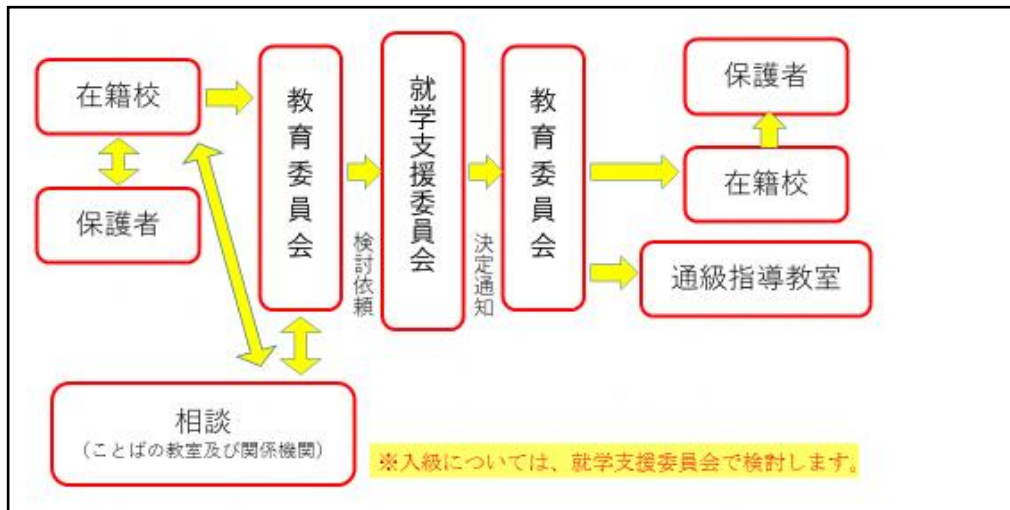 在籍校
保護者
教育委員会
検討依頼
就学支援委員会
決定通知
教育委員会
保護者
在籍校
通級指導教室
相談
(ことばの教室及び関係機関)
※入級については、就学支援委員会で検討します。